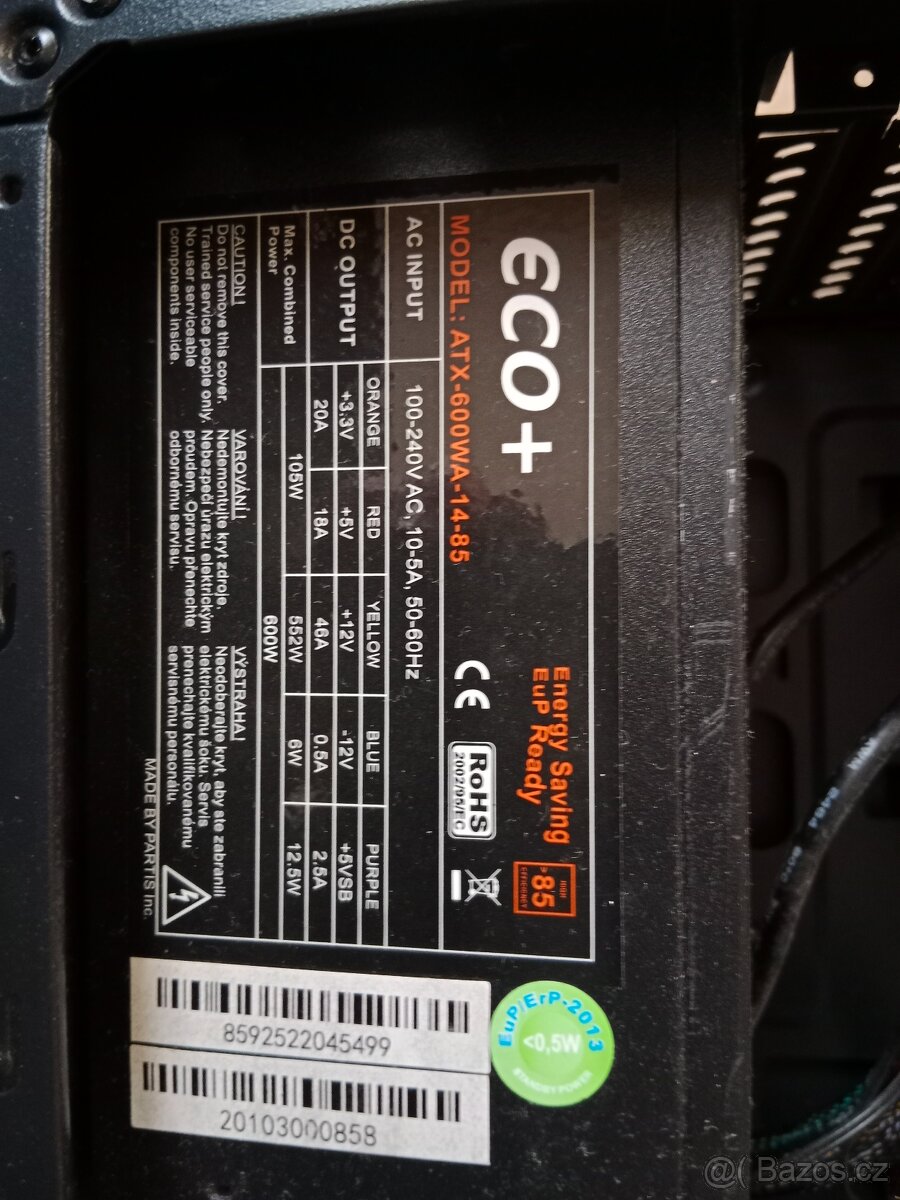 ECO+
Energy Saving
EuP Ready
HIGH
>85
EFFICIENCY
MODEL: ATX-600WA-14-85
CE
RoHS
2002/95/EC
AC INPUT 100-240V AC, 10-5A, 50-60Hz
DC OUTPUT
ORANGE RED YELLOW BLUE PURPLE
+3,3V +5V +12V -12V +5VSB
20A 18A 46A 0.5A 2.5A
Max. Combined
Power
105W 552W 6W 12.5W
600W
CAUTION !
Do not remove this cover.
Trained service people only.
No user serviceable
components inside.
VAROVÁNÍ !
Nedemontujte kryt zdroje.
Nebezpečí úrazu elektrickým
proudem. Opravu přenechte
odbornému servisu.
VÝSTRAHA!
Neodoberajte kryt, aby ste zabranili
elektrickému šoku. Servis
prenechajte kvalifikovanému
servisnému personálu.
MADE BY PARTIS Inc.
8592522045499
20103000858
EuP/ErP-2013
<0,5W
STANDBY POWER
@( Bazos.cz